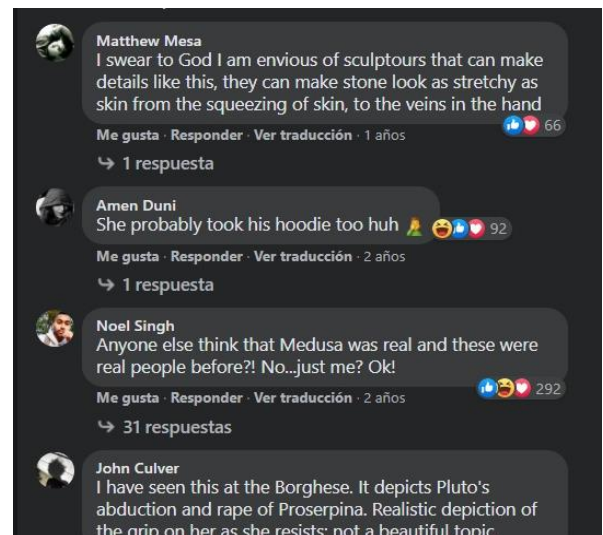 Matthew Mesa
I swear to God I am envious of sculptours that can make
details like this, they can make stone look as stretchy as
skin from the squeezing of skin, to the veins in the hand
66
Me gusta · Responder · Ver traducción · 1 años
1 respuesta
Amen Duni
She probably took his hoodie too huh 🤦 92
Me gusta · Responder · Ver traducción · 2 años
1 respuesta
Noel Singh
Anyone else think that Medusa was real and these were
real people before?! No...just me? Ok!
292
Me gusta · Responder · Ver traducción · 2 años
31 respuestas
John Culver
I have seen this at the Borghese. It depicts Pluto's
abduction and rape of Proserpina. Realistic depiction of
the grip on her as she resists; not a beautiful topic